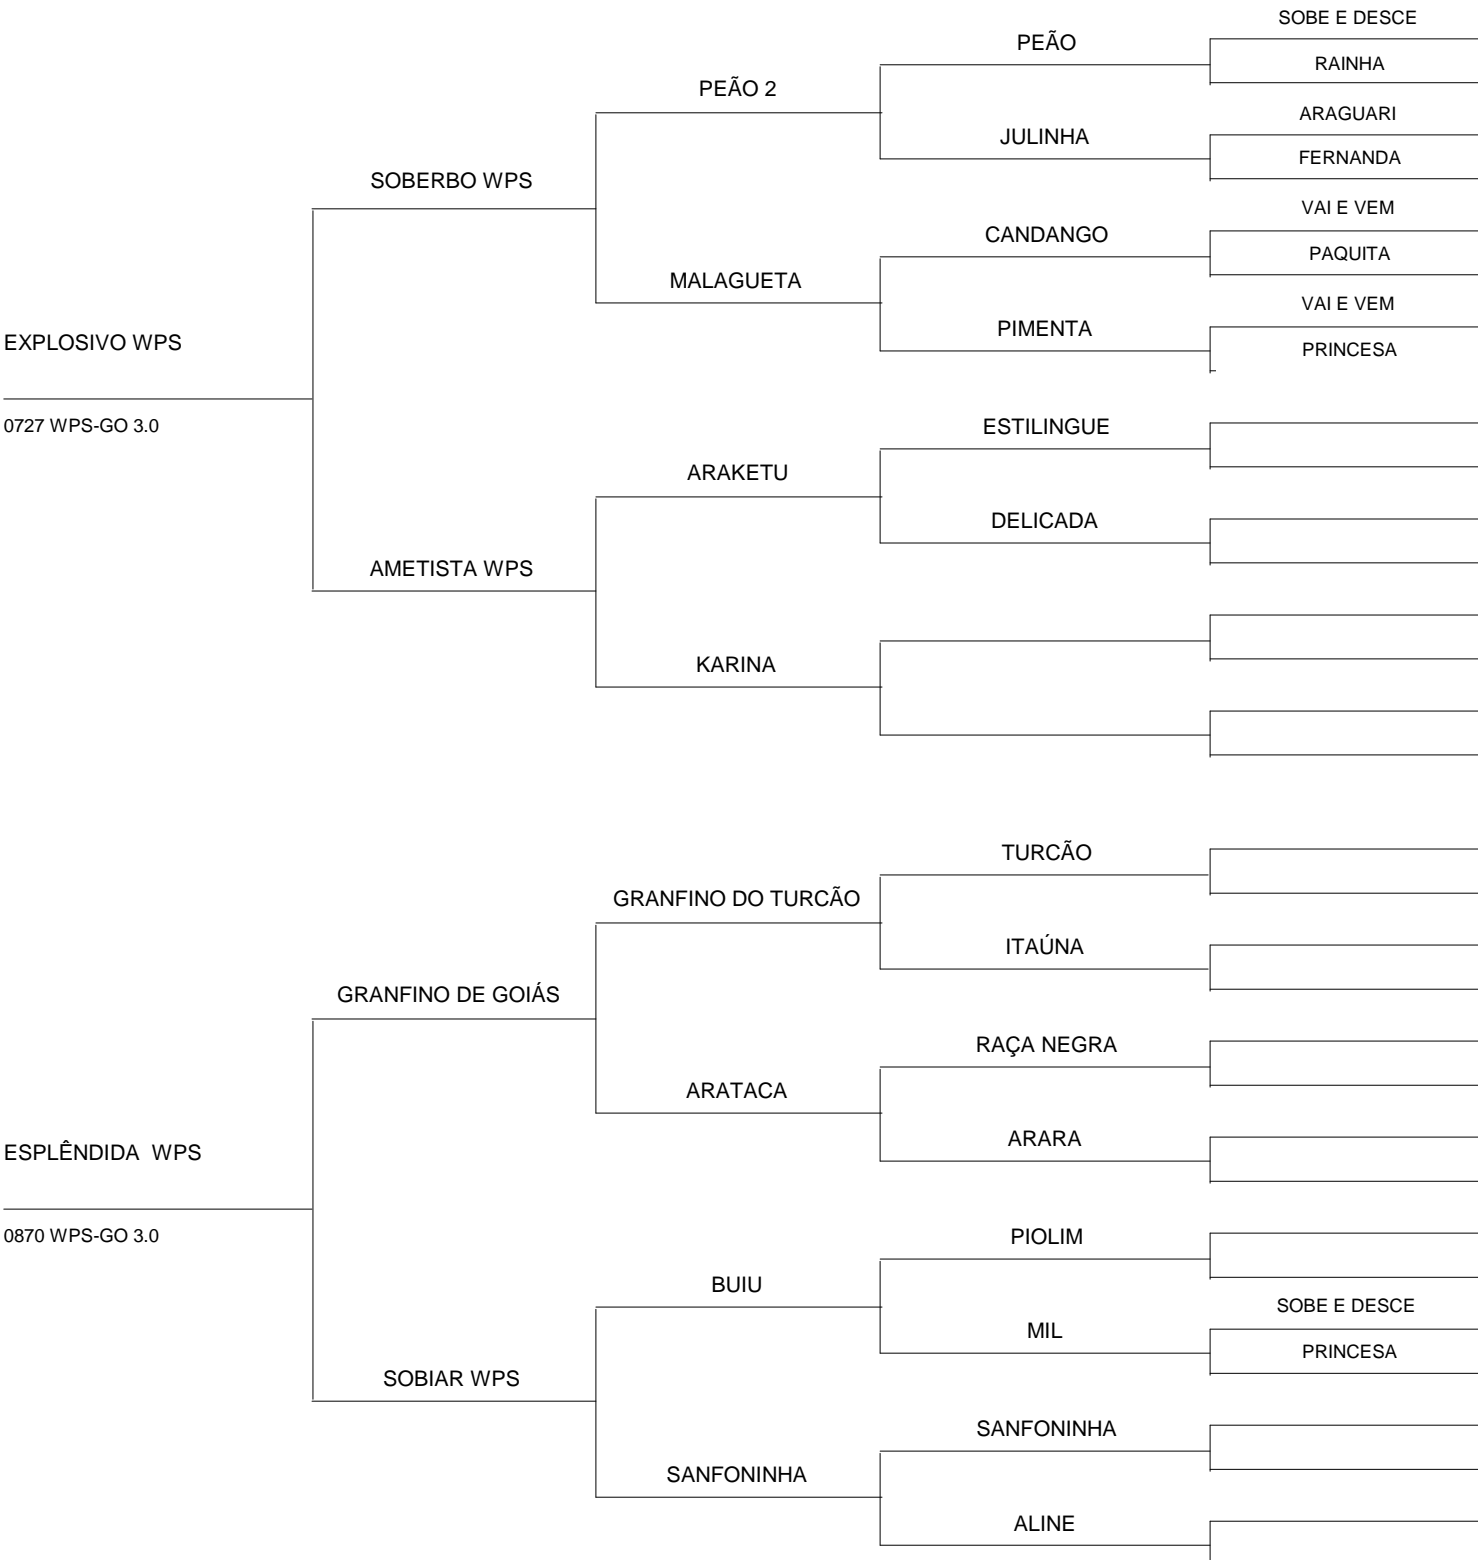 SOBE E DESCE
PEÃO
RAINHA
PEÃO 2
ARAGUARI
JULINHA
FERNANDA
SOBERBO WPS
VAI E VEM
CANDANGO
PAQUITA
MALAGUETA
VAI E VEM
PIMENTA
EXPLOSIVO WPS
PRINCESA
0727 WPS-GO 3.0
ESTILINGUE
ARAKETU
DELICADA
AMETISTA WPS
KARINA
TURCÃO
GRANFINO DO TURCÃO
ITAÚNA
GRANFINO DE GOIÁS
RAÇA NEGRA
ARATACA
ARARA
ESPLÊNDIDA  WPS
0870 WPS-GO 3.0
PIOLIM
BUIU
SOBE E DESCE
MIL
PRINCESA
SOBIAR WPS
SANFONINHA
SANFONINHA
ALINE